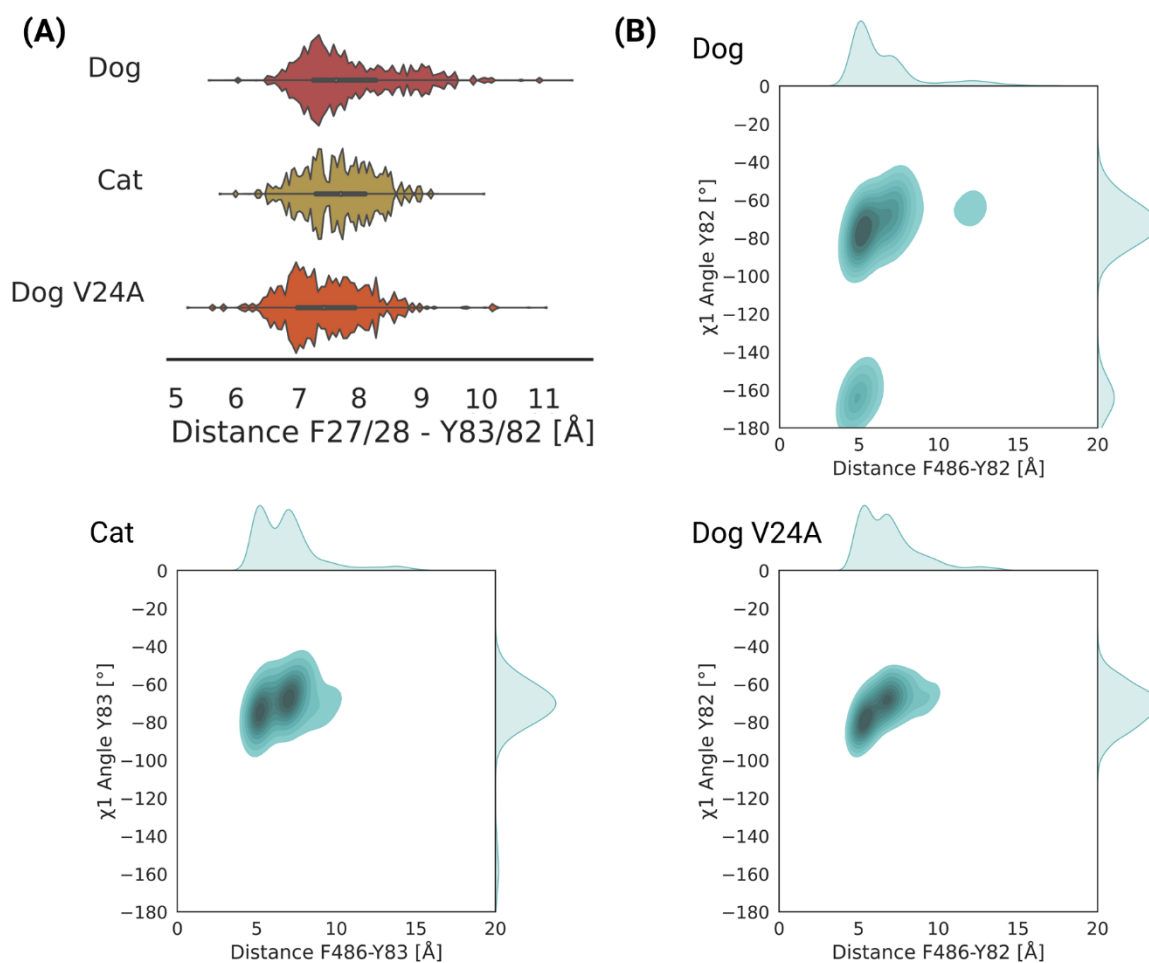 (A)
Dog
Cat
Dog V24A
5 6 7 8 9 10 11
Distance F27/28 - Y83/82 [Å]
(B)
Dog
0
−20
−40
−60
−80
−100
−120
−140
−160
−180
χ1 Angle Y82 [°]
0 5 10 15 20
Distance F486-Y82 [Å]
Cat
0
−20
−40
−60
−80
−100
−120
−140
−160
−180
χ1 Angle Y83 [°]
0 5 10 15 20
Distance F486-Y83 [Å]
Dog V24A
0
−20
−40
−60
−80
−100
−120
−140
−160
−180
χ1 Angle Y82 [°]
0 5 10 15 20
Distance F486-Y82 [Å]